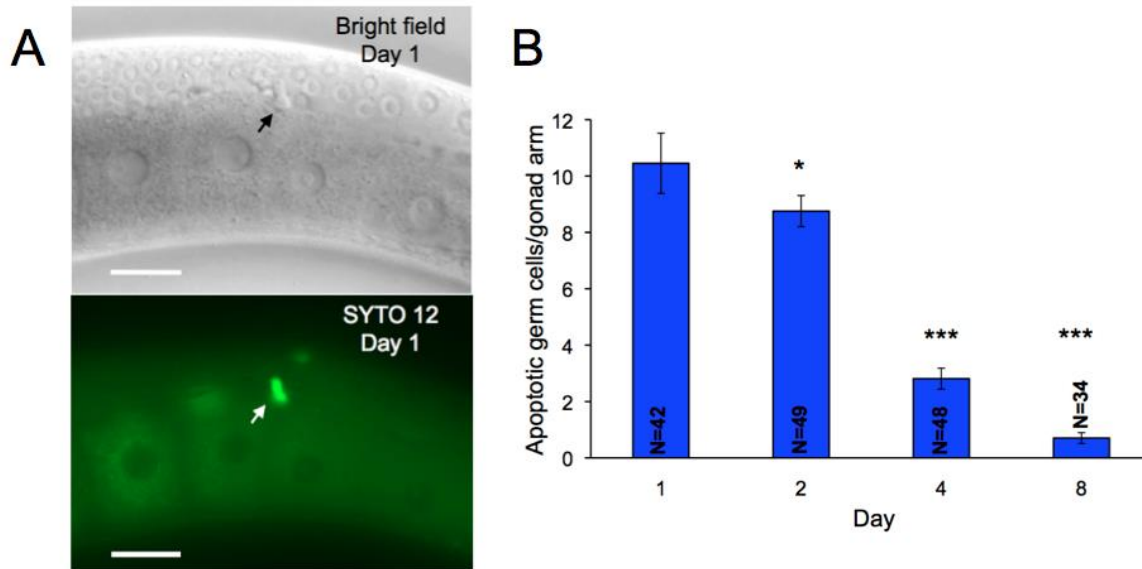 A
Bright field
Day 1
SYTO 12
Day 1
B
Apoptotic germ cells/gonad arm
12
10
8
6
4
2
0
*
***
***
N=42
N=49
N=48
N=34
1
2
4
8
Day